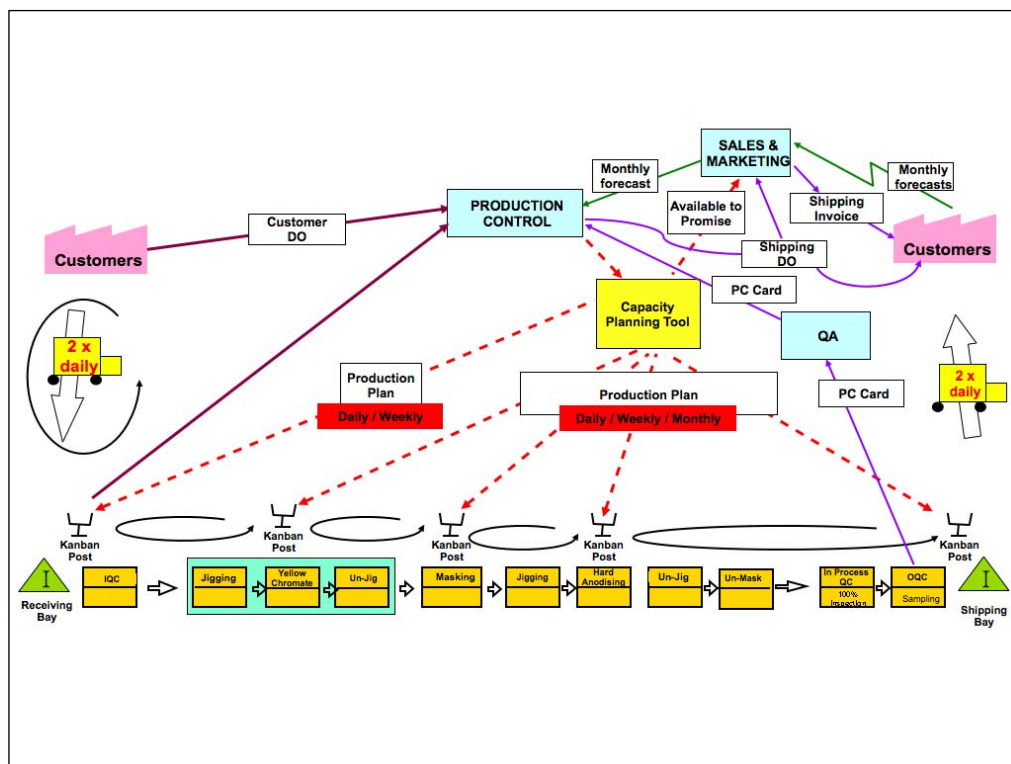 SALES &
MARKETING
Monthly
forecast
Monthly
forecasts
PRODUCTION
CONTROL
Available to
Promise
Shipping
Invoice
Customer
DO
Shipping
DO
Customers
Customers
PC Card
Capacity
Planning Tool
QA
2 x
daily
2 x
daily
Production
Plan
Daily / Weekly
Production Plan
Daily / Weekly / Monthly
PC Card
Kanban
Post
Kanban
Post
Kanban
Post
Kanban
Post
Kanban
Post
I
Receiving
Bay
IQC
Jigging
Yellow
Chromate
Un-Jig
Masking
Jigging
Hard
Anodising
Un-Jig
Un-Mask
In Process
QC
100%
Inspection
OQC
Sampling
I
Shipping
Bay